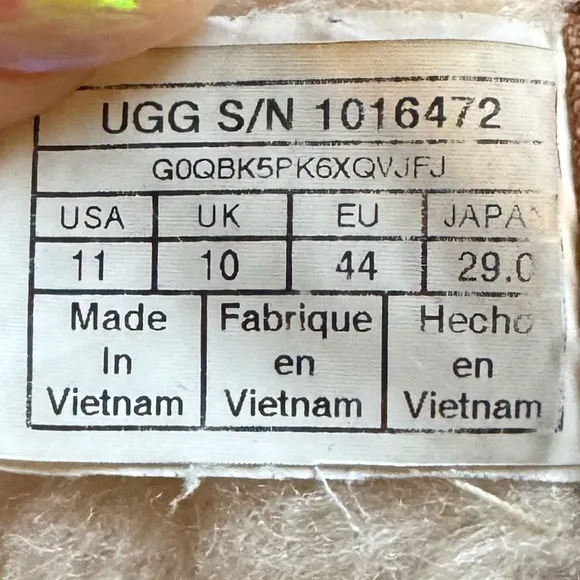 UGG S/N 1016472
G0QBK5PK6XQVJFJ
USA UK EU JAPA
11 10 44 29.0
Made Fabrique Hecho
In en en
Vietnam Vietnam Vietnam